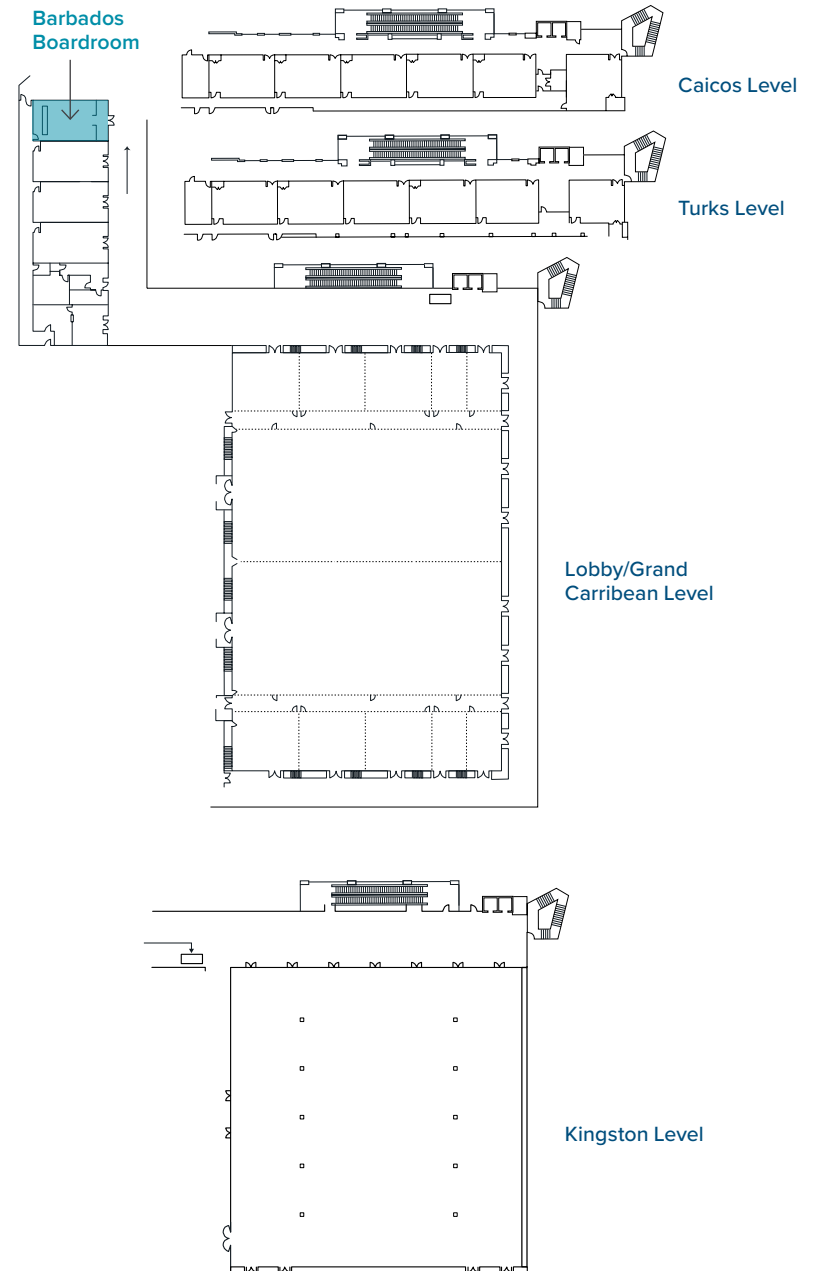 Barbados
Boardroom
Caicos Level
Turks Level
Lobby/Grand
Carribean Level
Kingston Level